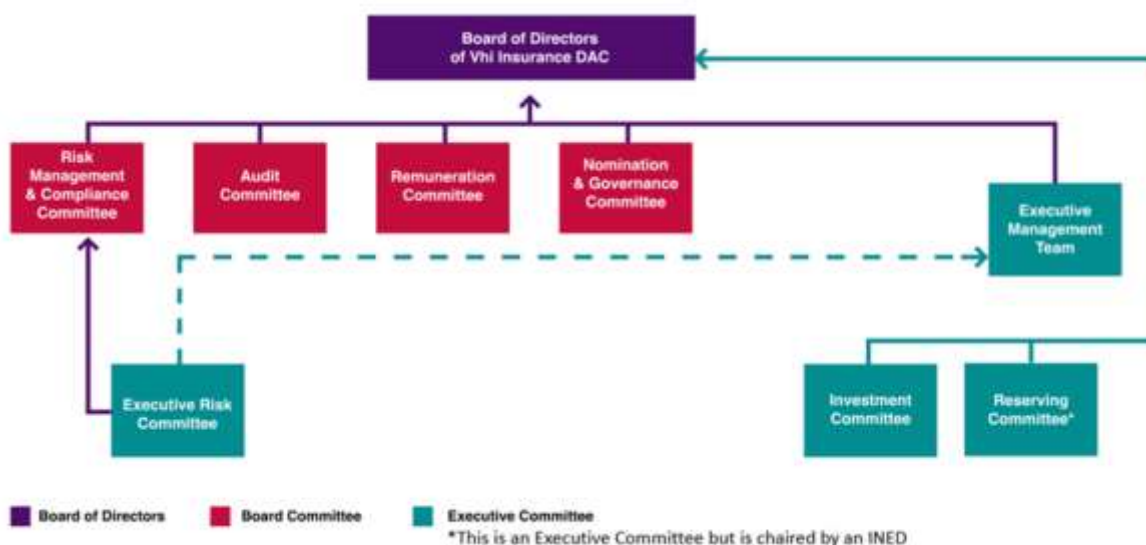 Board of Directors
of Vhi Insurance DAC
Risk
Management
& Compliance
Committee
Audit
Committee
Remuneration
Committee
Nomination
& Governance
Committee
Executive
Management
Team
Executive Risk
Committee
Investment
Committee
Reserving
Committee*
Board of Directors
Board Committee
Executive Committee
*This is an Executive Committee but is chaired by an INED